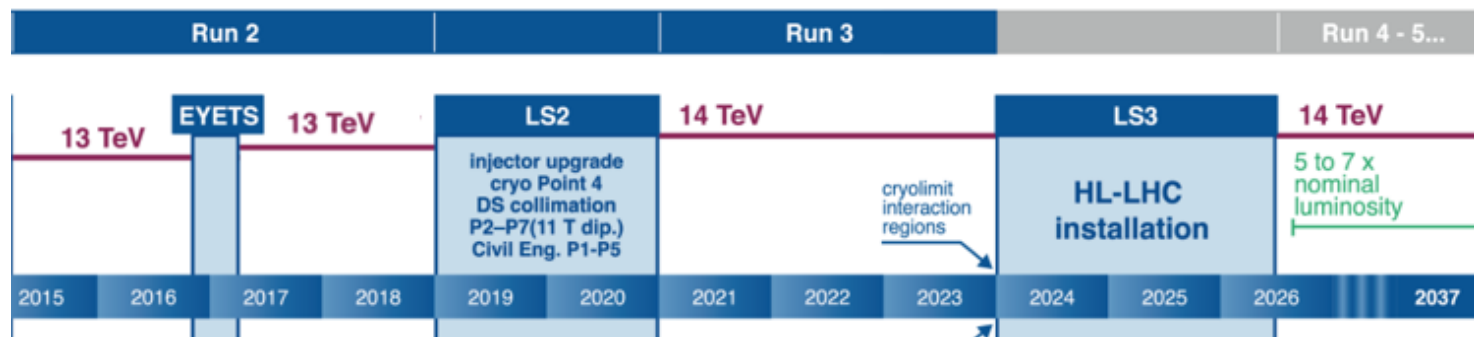 Run 2
Run 3
Run 4 - 5...
EYETS
LS2
LS3
13 TeV
13 TeV
14 TeV
14 TeV
injector upgrade
cryo Point 4
DS collimation
P2–P7(11 T dip.)
Civil Eng. P1-P5
cryolimit
interaction
regions
HL-LHC
installation
5 to 7 x
nominal
luminosity
2015 2016 2017 2018 2019 2020 2021 2022 2023 2024 2025 2026 2037